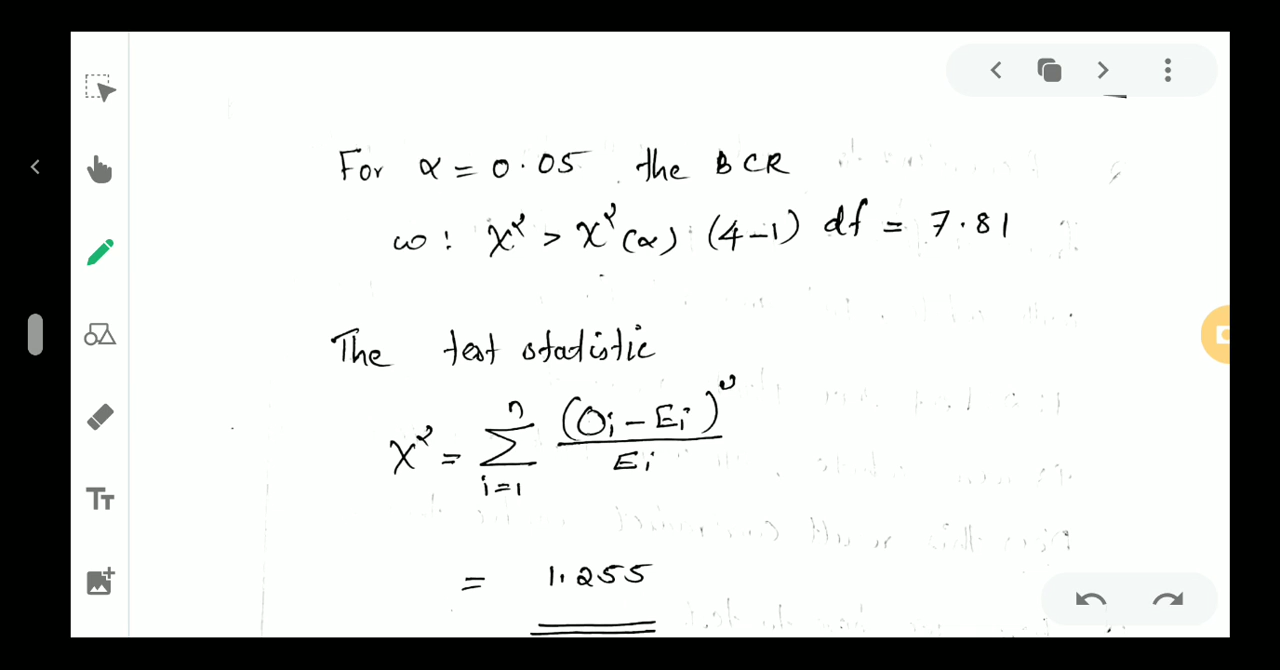 For α = 0.05 the BCR
ω : χ² > χ²(α) (4-1) df = 7.81
The test statistic
χ² = Σ_{i=1}^{n} (Oi - Ei)² / Ei
= 1.255
TT